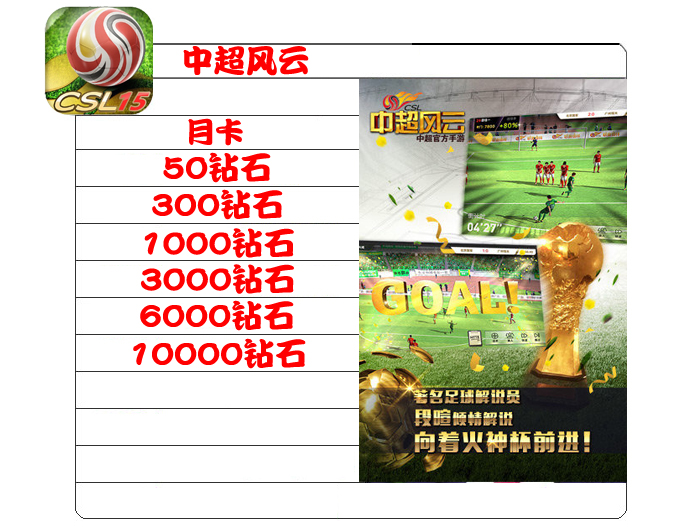 中超风云
CSL15
月卡
50钻石
300钻石
1000钻石
3000钻石
6000钻石
10000钻石
CSL
中超风云
中超官方手游
+80%
04'27"
GOAL!
著名足球解说员
段暄倾情解说
向着火神杯前进!